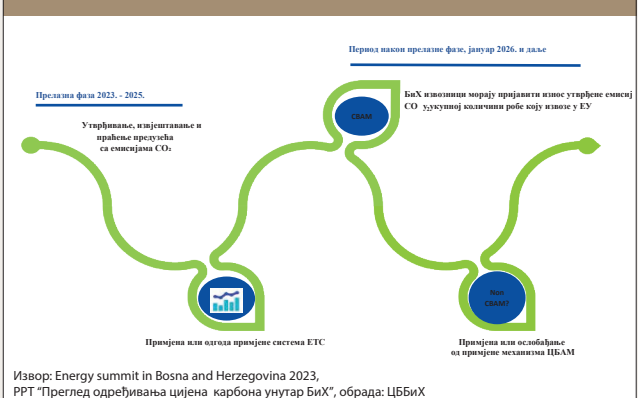 Период након прелазне фазе, јануар 2026. и даље
Прелазна фаза 2023. - 2025.
БиХ извозници морају пријавити износ утврђене емисиј
СО у,укупној количини робе коју извозе у ЕУ
CBAM
Утврђивање, извјештавање и
праћење предузећа
са емисијама CO₂
Non
CBAM?
Примјена или одгода примјене система ЕТС
Примјена или ослобађање
од примјене механизма ЦБАМ
Извор: Energy summit in Bosna and Herzegovina 2023,
PPT “Преглед одређивања цијена карбона унутар БиХ”, обрада: ЦББиХ